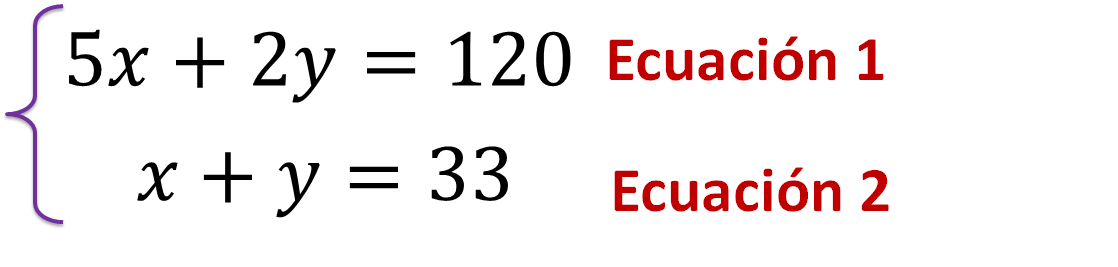 5x + 2y = 120 Ecuación 1
x + y = 33 Ecuación 2